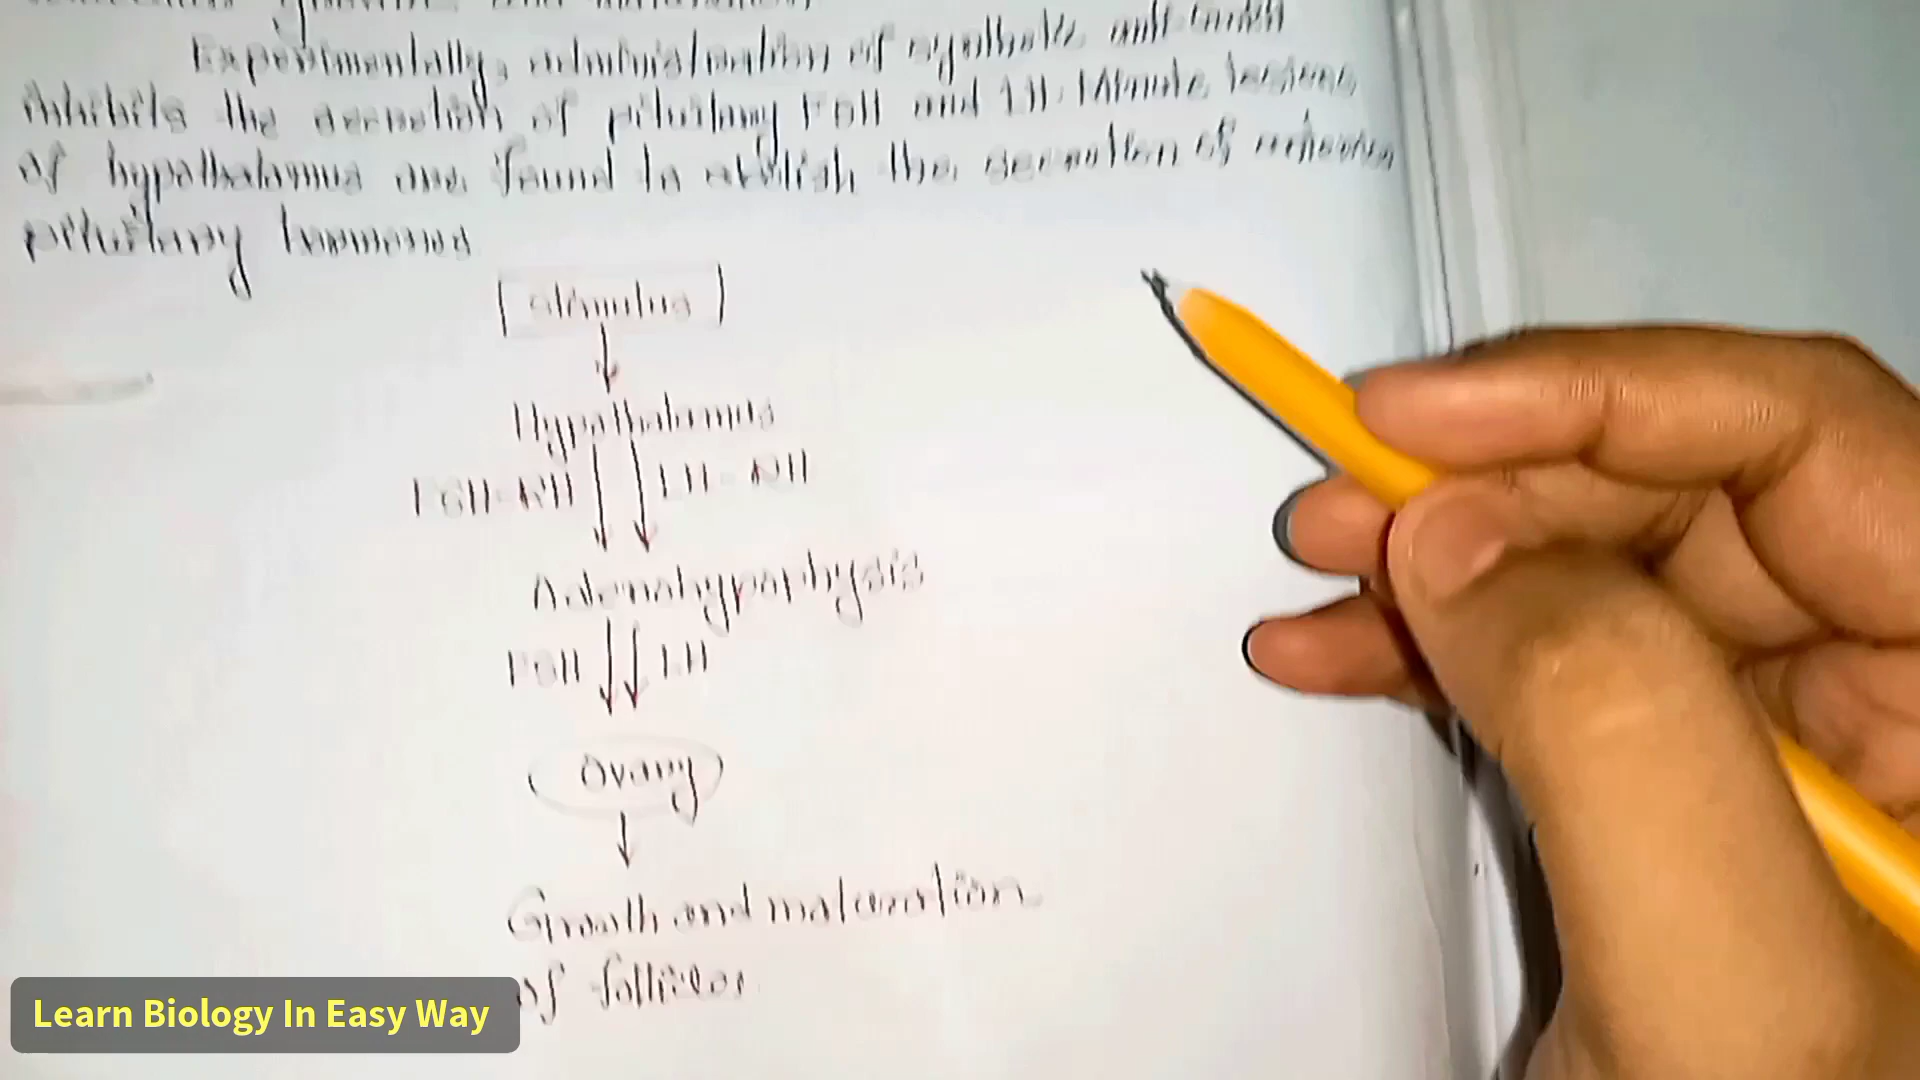 Experimentally, administration of synthetic anti
inhibits the secretion of pituitary FSH and LH. Minute lesions
of hypothalamus are found to abolish the secretion of
pituitary hormones
Stimulus
Hypothalamus
FSH-RH LH-RH
Adenohypophysis
FSH LH
Ovary
Growth and maturation
of follicles
Learn Biology In Easy Way